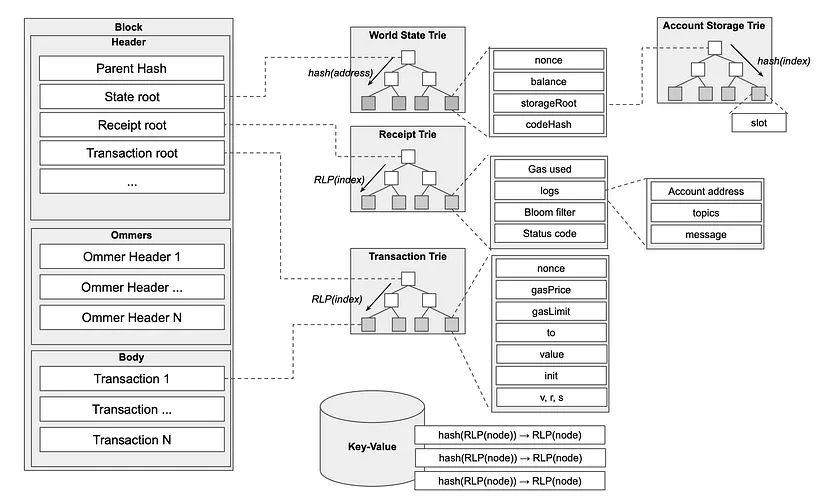 Block
Header
Parent Hash
State root
Receipt root
Transaction root
...
Ommers
Ommer Header 1
Ommer Header ...
Ommer Header N
Body
Transaction 1
Transaction ...
Transaction N
World State Trie
hash(address)
nonce
balance
storageRoot
codeHash
Account Storage Trie
hash(index)
slot
Receipt Trie
RLP(index)
Gas used
logs
Bloom filter
Status code
Account address
topics
message
Transaction Trie
RLP(index)
nonce
gasPrice
gasLimit
to
value
init
v, r, s
Key-Value
hash(RLP(node)) → RLP(node)
hash(RLP(node)) → RLP(node)
hash(RLP(node)) → RLP(node)